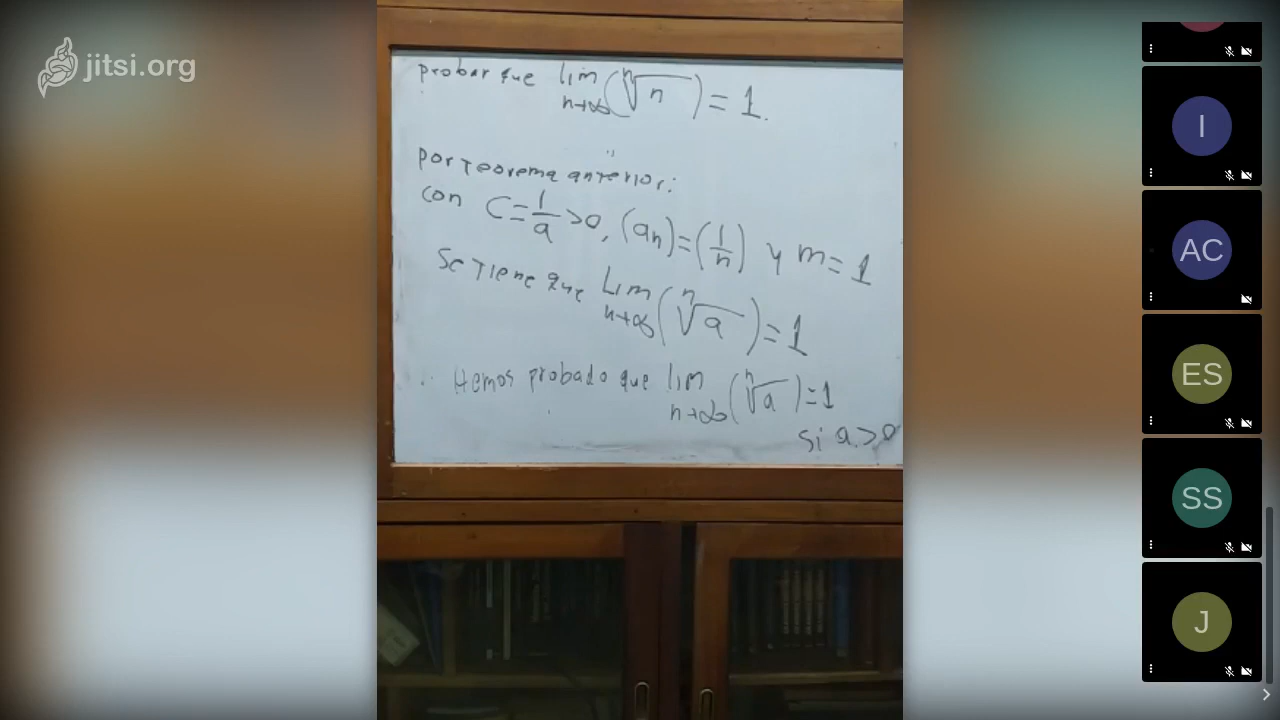 jitsi.org
probar que lim n→∞ (ⁿ√n) = 1.
por teorema anterior:
con C = 1/a > 0, (aₙ) = (1/n) y m = 1
Se tiene que Lim n→∞ (ⁿ√a) = 1
∴ Hemos probado que lim n→∞ (ⁿ√a) = 1
si a > 0
I
AC
ES
SS
J